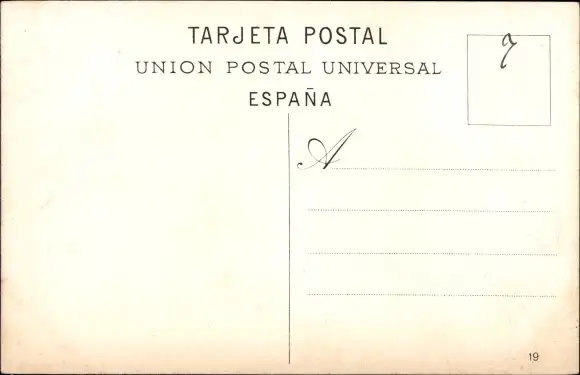 TARJETA POSTAL
UNION POSTAL UNIVERSAL
ESPAÑA
A
19